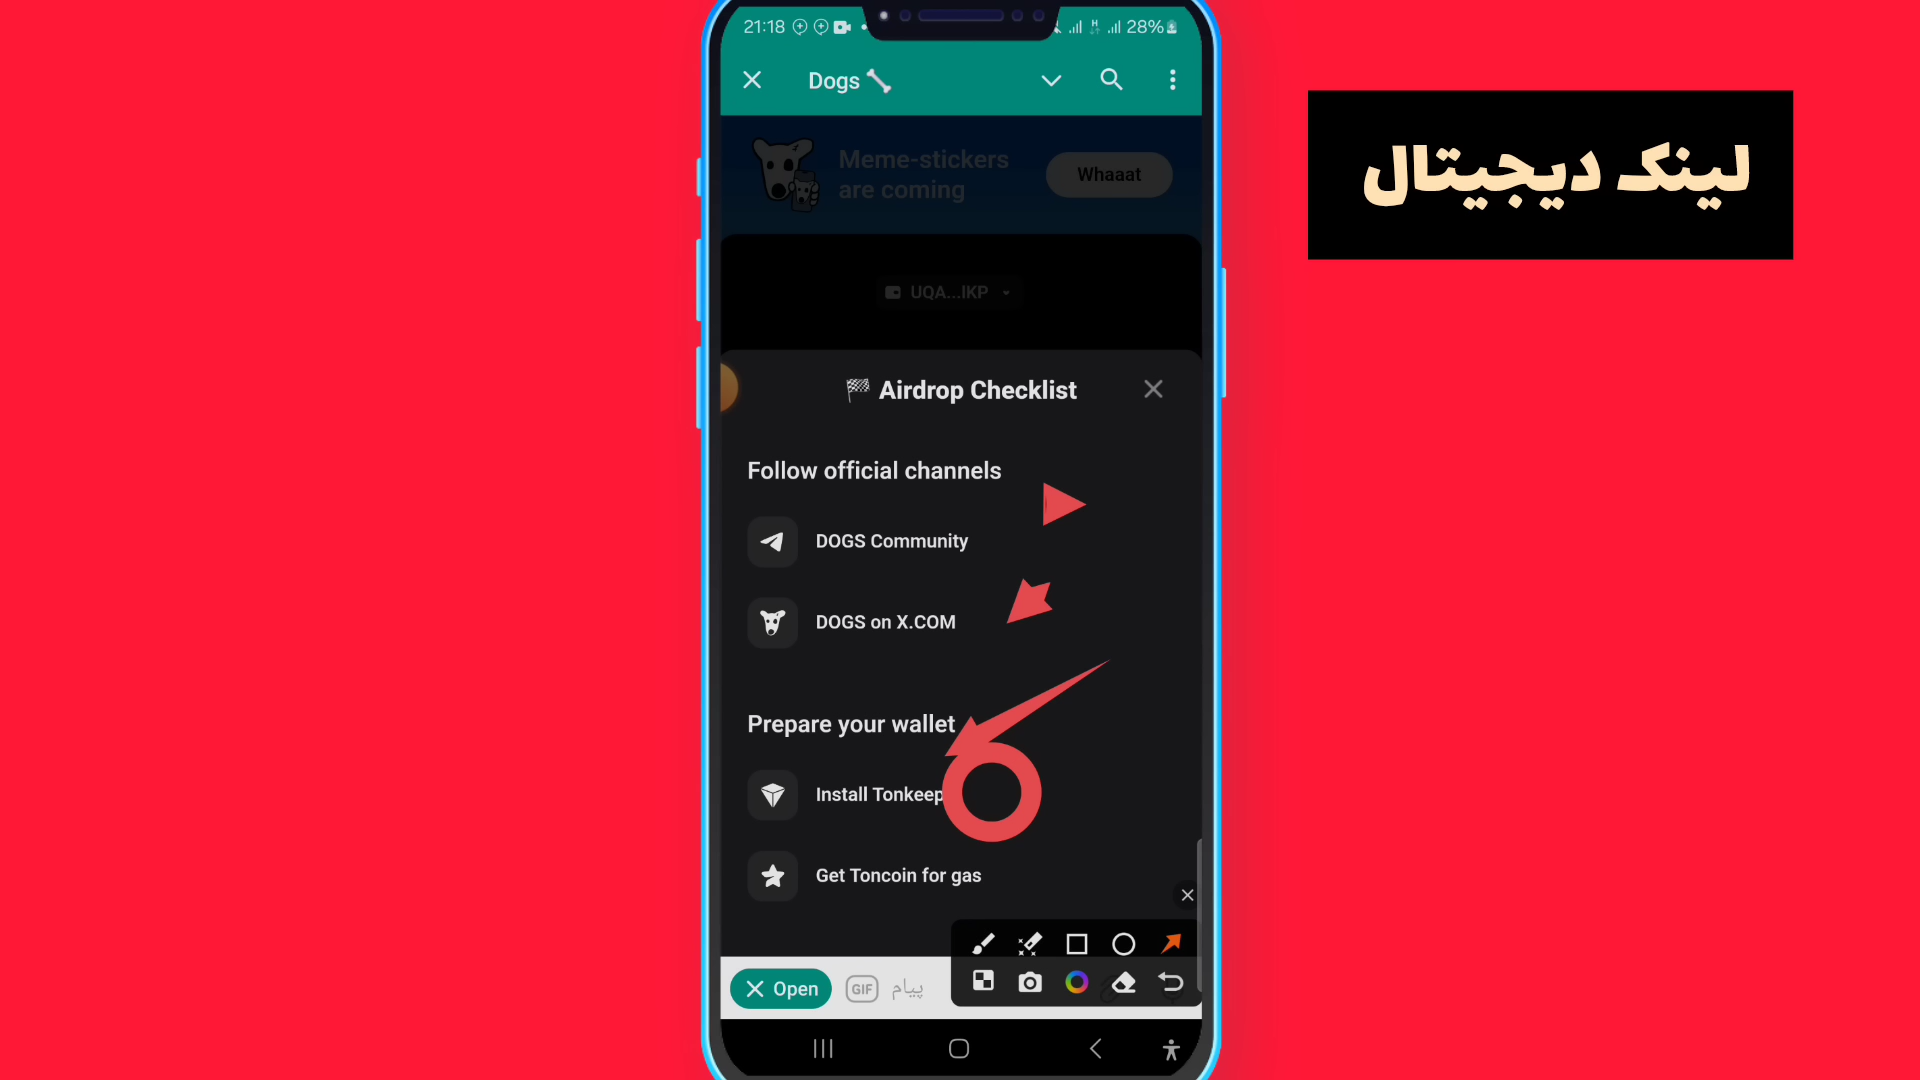 21:18
H
28%
Dogs
Meme-stickers
are coming
Whaaat
UQA...IKP
Airdrop Checklist
Follow official channels
DOGS Community
DOGS on X.COM
Prepare your wallet
Install Tonkeep
Get Toncoin for gas
Open
GIF
پیام
لینک دیجیتال